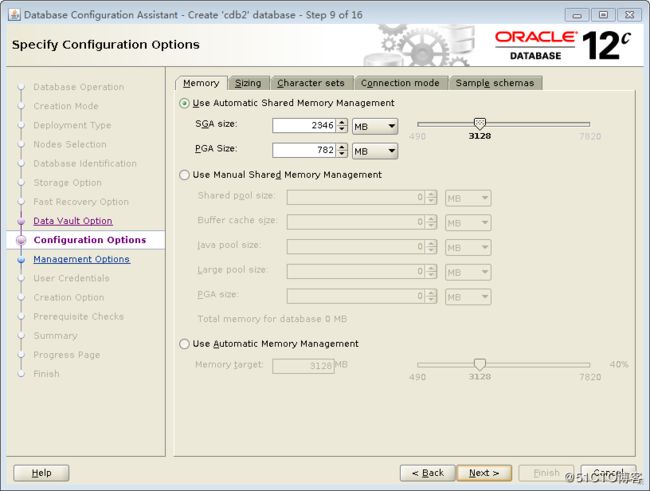 Database Configuration Assistant - Create 'cdb2' database - Step 9 of 16
Specify Configuration Options
ORACLE
DATABASE 12c
Database Operation
Creation Mode
Deployment Type
Nodes Selection
Database Identification
Storage Option
Fast Recovery Option
Data Vault Option
Configuration Options
Management Options
User Credentials
Creation Option
Prerequisite Checks
Summary
Progress Page
Finish
Memory Sizing Character sets Connection mode Sample schemas
Use Automatic Shared Memory Management
SGA size: 2346 MB
490 3128 7820
PGA Size: 782 MB
Use Manual Shared Memory Management
Shared pool size: 0 MB
Buffer cache size: 0 MB
Java pool size: 0 MB
Large pool size: 0 MB
PGA size: 0 MB
Total memory for database 0 MB
Use Automatic Memory Management
Memory target: 3128 MB 40%
490 3128 7820
Help < Back Next > Finish Cancel
@51CTO博客